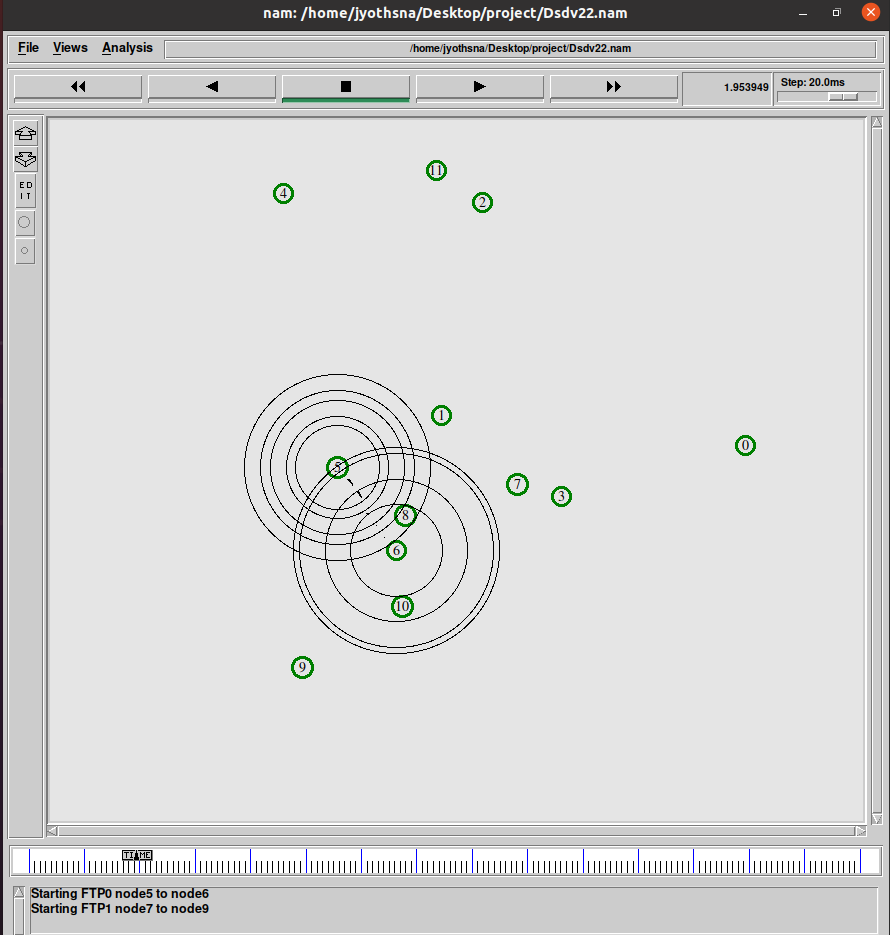 nam: /home/jyothsna/Desktop/project/Dsdv22.nam
File Views Analysis /home/jyothsna/Desktop/project/Dsdv22.nam
1.953949 Step: 20.0ms
ED
IT
11
4
2
1
0
5
7
3
8
6
10
9
TIME
Starting FTP0 node5 to node6
Starting FTP1 node7 to node9